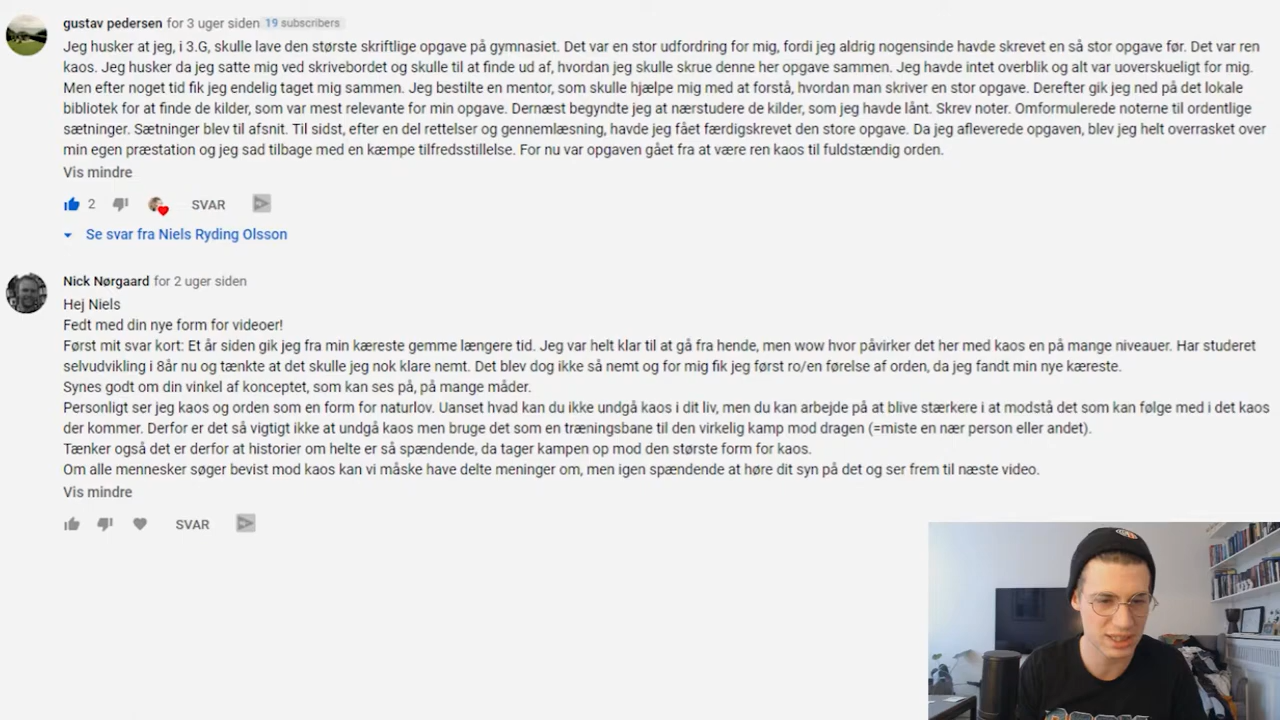 gustav pedersen for 3 uger siden 19 subscribers
Jeg husker at jeg, i 3.G, skulle lave den største skriftlige opgave på gymnasiet. Det var en stor udfordring for mig, fordi jeg aldrig nogensinde havde skrevet en så stor opgave før. Det var ren
kaos. Jeg husker da jeg satte mig ved skrivebordet og skulle til at finde ud af, hvordan jeg skulle skrue denne her opgave sammen. Jeg havde intet overblik og alt var uoverskueligt for mig.
Men efter noget tid fik jeg endelig taget mig sammen. Jeg bestilte en mentor, som skulle hjælpe mig med at forstå, hvordan man skriver en stor opgave. Derefter gik jeg ned på det lokale
bibliotek for at finde de kilder, som var mest relevante for min opgave. Dernæst begyndte jeg at nærstudere de kilder, som jeg havde lånt. Skrev noter. Omformulerede noterne til ordentlige
sætninger. Sætninger blev til afsnit. Til sidst, efter en del rettelser og gennemlæsning, havde jeg fået færdigskrevet den store opgave. Da jeg afleverede opgaven, blev jeg helt overrasket over
min egen præstation og jeg sad tilbage med en kæmpe tilfredsstillelse. For nu var opgaven gået fra at være ren kaos til fuldstændig orden.
Vis mindre
2 SVAR
Se svar fra Niels Ryding Olsson
Nick Nørgaard for 2 uger siden
Hej Niels
Fedt med din nye form for videoer!
Først mit svar kort: Et år siden gik jeg fra min kæreste gemme længere tid. Jeg var helt klar til at gå fra hende, men wow hvor påvirker det her med kaos en på mange niveauer. Har studeret
selvudvikling i 8år nu og tænkte at det skulle jeg nok klare nemt. Det blev dog ikke så nemt og for mig fik jeg først ro/en førelse af orden, da jeg fandt min nye kæreste.
Synes godt om din vinkel af konceptet, som kan ses på, på mange måder.
Personligt ser jeg kaos og orden som en form for naturlov. Uanset hvad kan du ikke undgå kaos i dit liv, men du kan arbejde på at blive stærkere i at modstå det som kan følge med i det kaos
der kommer. Derfor er det så vigtigt ikke at undgå kaos men bruge det som en træningsbane til den virkelig kamp mod dragen (=miste en nær person eller andet).
Tænker også det er derfor at historier om helte er så spændende, da tager kampen op mod den største form for kaos.
Om alle mennesker søger bevist mod kaos kan vi måske have delte meninger om, men igen spændende at høre dit syn på det og ser frem til næste video.
Vis mindre
SVAR